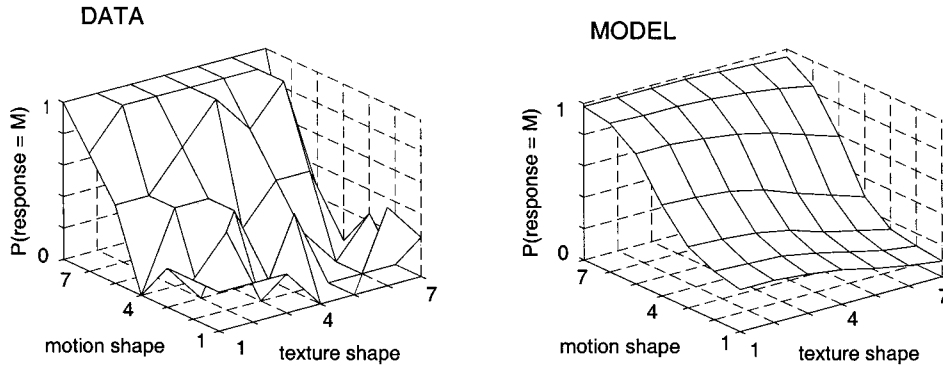 DATA
P(response = M)
1
0
7
4
1
motion shape
1
4
7
texture shape
MODEL
P(response = M)
1
0
7
4
1
motion shape
1
4
7
texture shape